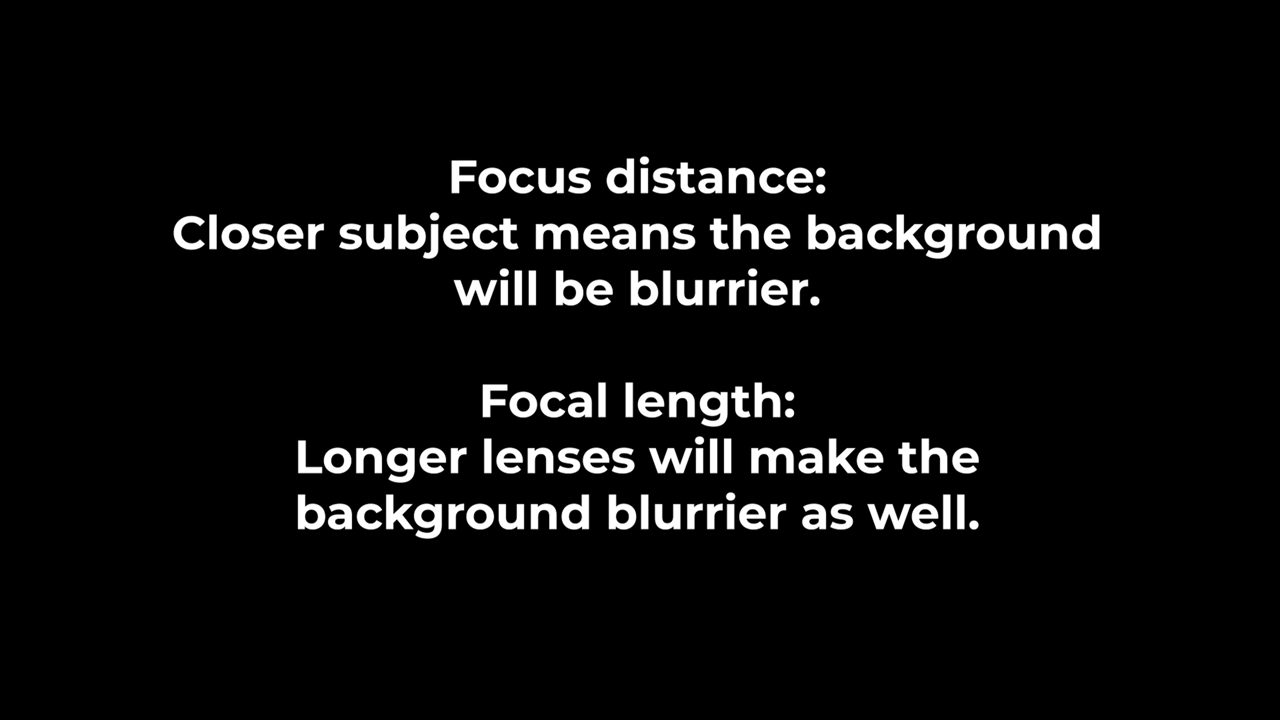 Focus distance:
Closer subject means the background
will be blurrier.
Focal length:
Longer lenses will make the
background blurrier as well.